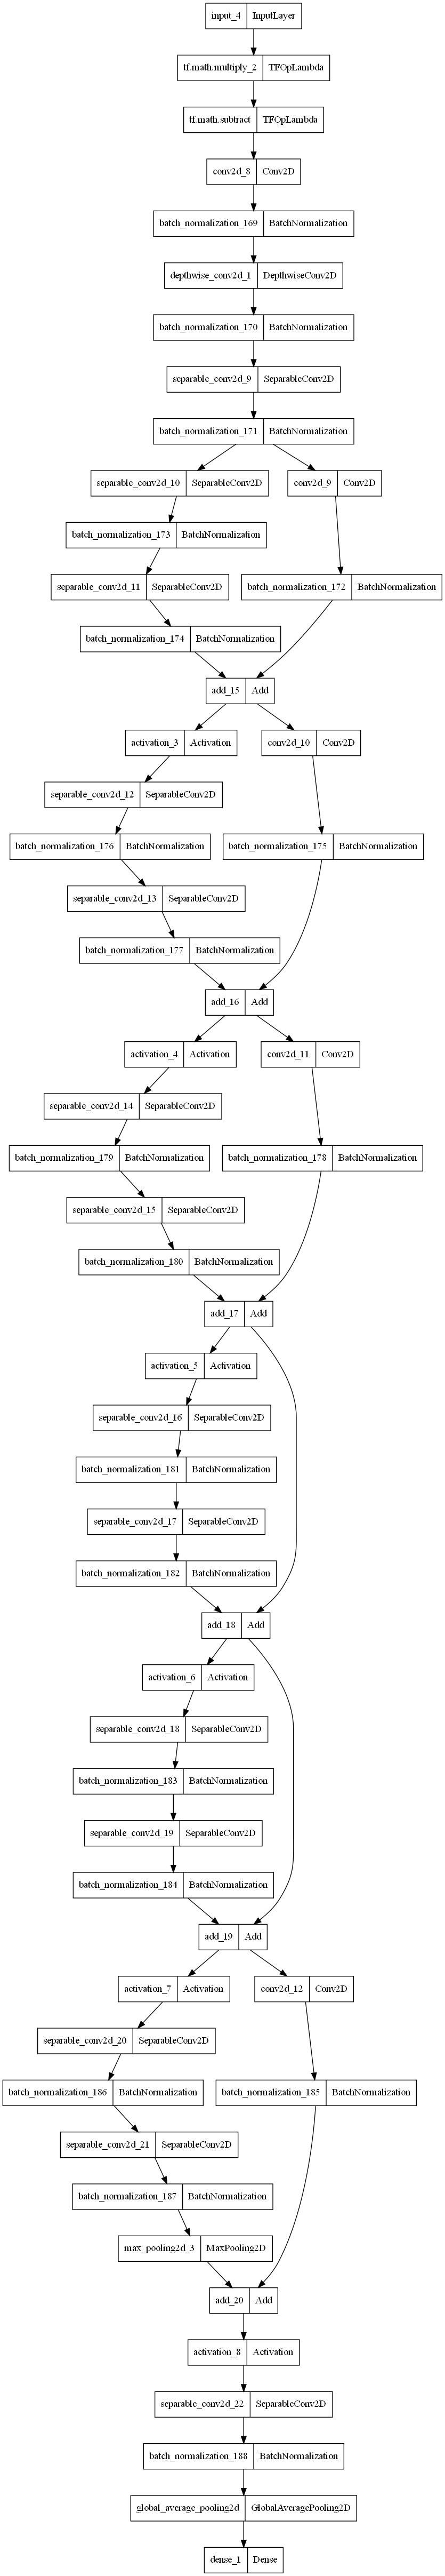 input_4 InputLayer
tf.math.multiply_2 TFOpLambda
tf.math.subtract TFOpLambda
conv2d_8 Conv2D
batch_normalization_169 BatchNormalization
depthwise_conv2d_1 DepthwiseConv2D
batch_normalization_170 BatchNormalization
separable_conv2d_9 SeparableConv2D
batch_normalization_171 BatchNormalization
separable_conv2d_10 SeparableConv2D conv2d_9 Conv2D
batch_normalization_173 BatchNormalization
separable_conv2d_11 SeparableConv2D batch_normalization_172 BatchNormalization
batch_normalization_174 BatchNormalization
add_15 Add
activation_3 Activation conv2d_10 Conv2D
separable_conv2d_12 SeparableConv2D
batch_normalization_176 BatchNormalization batch_normalization_175 BatchNormalization
separable_conv2d_13 SeparableConv2D
batch_normalization_177 BatchNormalization
add_16 Add
activation_4 Activation conv2d_11 Conv2D
separable_conv2d_14 SeparableConv2D
batch_normalization_179 BatchNormalization batch_normalization_178 BatchNormalization
separable_conv2d_15 SeparableConv2D
batch_normalization_180 BatchNormalization
add_17 Add
activation_5 Activation
separable_conv2d_16 SeparableConv2D
batch_normalization_181 BatchNormalization
separable_conv2d_17 SeparableConv2D
batch_normalization_182 BatchNormalization
add_18 Add
activation_6 Activation
separable_conv2d_18 SeparableConv2D
batch_normalization_183 BatchNormalization
separable_conv2d_19 SeparableConv2D
batch_normalization_184 BatchNormalization
add_19 Add
activation_7 Activation conv2d_12 Conv2D
separable_conv2d_20 SeparableConv2D
batch_normalization_186 BatchNormalization batch_normalization_185 BatchNormalization
separable_conv2d_21 SeparableConv2D
batch_normalization_187 BatchNormalization
max_pooling2d_3 MaxPooling2D
add_20 Add
activation_8 Activation
separable_conv2d_22 SeparableConv2D
batch_normalization_188 BatchNormalization
global_average_pooling2d GlobalAveragePooling2D
dense_1 Dense